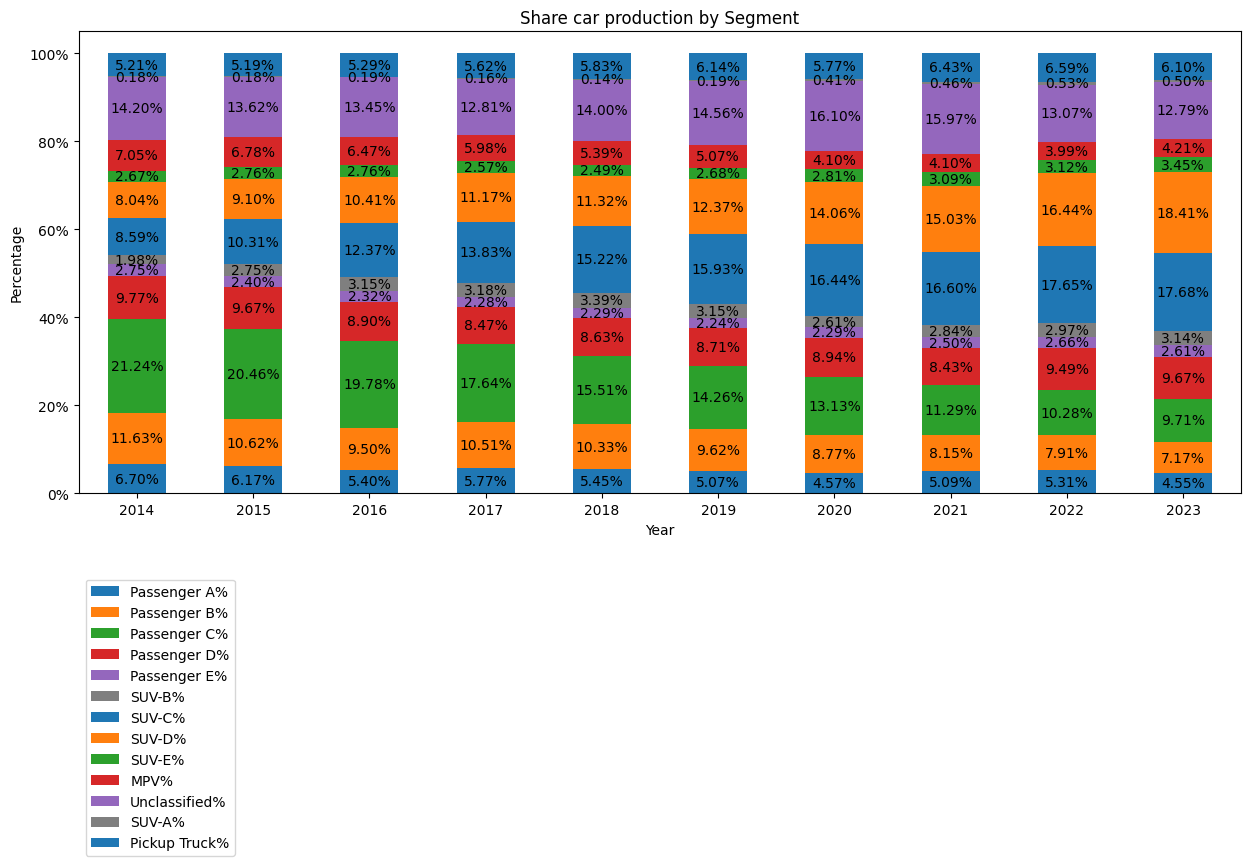 Share car production by Segment
100%
80%
60%
40%
20%
0%
Percentage
5.21% 5.19% 5.29% 5.62% 5.83% 6.14% 5.77% 6.43% 6.59% 6.10%
0.18% 0.18% 0.19% 0.16% 0.14% 0.19% 0.41% 0.46% 0.53% 0.50%
14.20% 13.62% 13.45% 12.81% 14.00% 14.56% 16.10% 15.97% 13.07% 12.79%
7.05% 6.78% 6.47% 5.98% 5.39% 5.07% 4.10% 4.10% 3.99% 4.21%
2.67% 2.76% 2.76% 2.57% 2.49% 2.68% 2.81% 3.09% 3.12% 3.45%
8.04% 9.10% 10.41% 11.17% 11.32% 12.37% 14.06% 15.03% 16.44% 18.41%
8.59% 10.31% 12.37% 13.83% 15.22% 15.93% 16.44% 16.60% 17.65% 17.68%
1.98% 2.75% 3.15% 3.18% 3.39% 3.15% 2.61% 2.84% 2.97% 3.14%
2.75% 2.40% 2.32% 2.28% 2.29% 2.24% 2.29% 2.50% 2.66% 2.61%
9.77% 9.67% 8.90% 8.47% 8.63% 8.71% 8.94% 8.43% 9.49% 9.67%
21.24% 20.46% 19.78% 17.64% 15.51% 14.26% 13.13% 11.29% 10.28% 9.71%
11.63% 10.62% 9.50% 10.51% 10.33% 9.62% 8.77% 8.15% 7.91% 7.17%
6.70% 6.17% 5.40% 5.77% 5.45% 5.07% 4.57% 5.09% 5.31% 4.55%
2014 2015 2016 2017 2018 2019 2020 2021 2022 2023
Year
Passenger A%
Passenger B%
Passenger C%
Passenger D%
Passenger E%
SUV-B%
SUV-C%
SUV-D%
SUV-E%
MPV%
Unclassified%
SUV-A%
Pickup Truck%